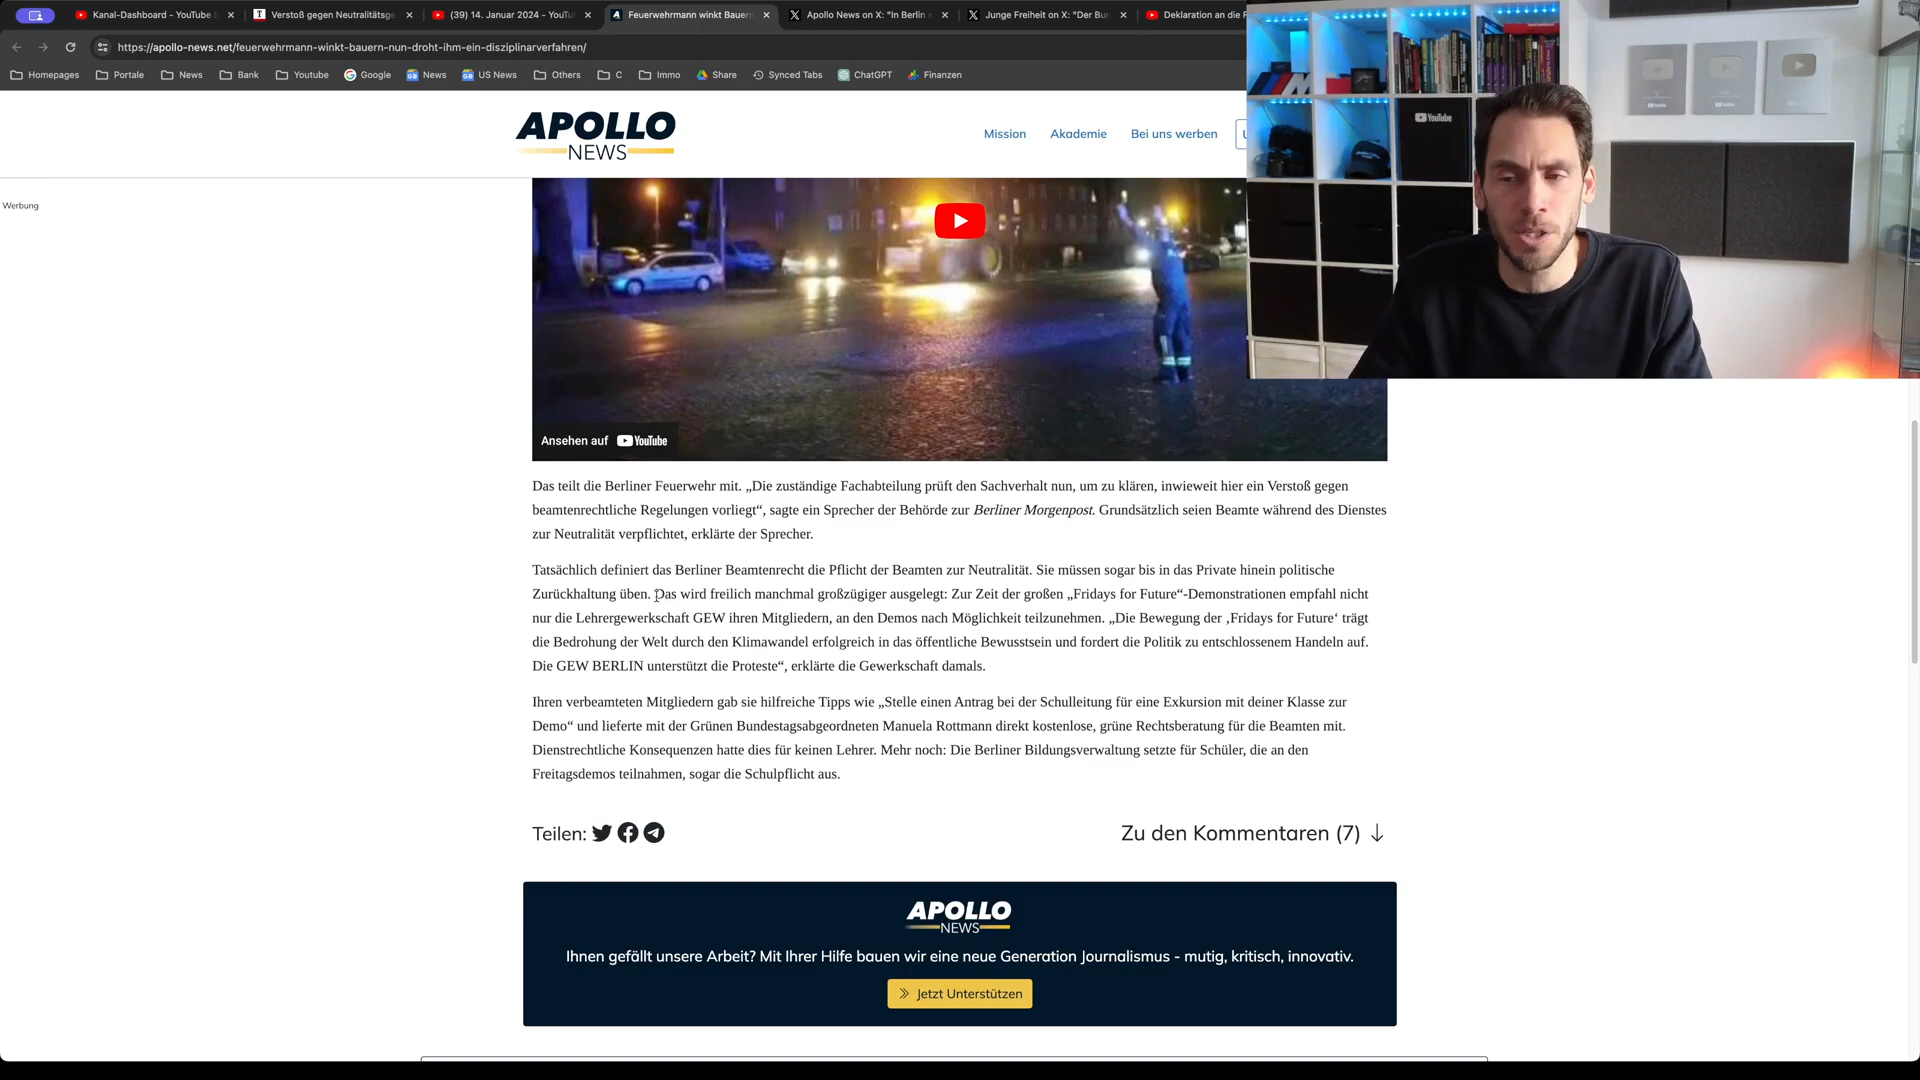 Kanal-Dashboard - YouTube S
Verstoß gegen Neutralitätsge
(39) 14. Januar 2024 - YouTu
Feuerwehrmann winkt Bauern
Apollo News on X: "In Berlin s
Junge Freiheit on X: "Der Bun
Deklaration an die F
https://apollo-news.net/feuerwehrmann-winkt-bauern-nun-droht-ihm-ein-disziplinarverfahren/
Homepages Portale News Bank Youtube Google News US News Others C Immo Share Synced Tabs ChatGPT Finanzen
APOLLO
NEWS
Mission Akademie Bei uns werben
Werbung
YouTube
Ansehen auf YouTube
Das teilt die Berliner Feuerwehr mit. „Die zuständige Fachabteilung prüft den Sachverhalt nun, um zu klären, inwieweit hier ein Verstoß gegen
beamtenrechtliche Regelungen vorliegt“, sagte ein Sprecher der Behörde zur Berliner Morgenpost. Grundsätzlich seien Beamte während des Dienstes
zur Neutralität verpflichtet, erklärte der Sprecher.
Tatsächlich definiert das Berliner Beamtenrecht die Pflicht der Beamten zur Neutralität. Sie müssen sogar bis in das Private hinein politische
Zurückhaltung üben. Das wird freilich manchmal großzügiger ausgelegt: Zur Zeit der großen „Fridays for Future“-Demonstrationen empfahl nicht
nur die Lehrergewerkschaft GEW ihren Mitgliedern, an den Demos nach Möglichkeit teilzunehmen. „Die Bewegung der ‚Fridays for Future‘ trägt
die Bedrohung der Welt durch den Klimawandel erfolgreich in das öffentliche Bewusstsein und fordert die Politik zu entschlossenem Handeln auf.
Die GEW BERLIN unterstützt die Proteste“, erklärte die Gewerkschaft damals.
Ihren verbeamteten Mitgliedern gab sie hilfreiche Tipps wie „Stelle einen Antrag bei der Schulleitung für eine Exkursion mit deiner Klasse zur
Demo“ und lieferte mit der Grünen Bundestagsabgeordneten Manuela Rottmann direkt kostenlose, grüne Rechtsberatung für die Beamten mit.
Dienstrechtliche Konsequenzen hatte dies für keinen Lehrer. Mehr noch: Die Berliner Bildungsverwaltung setzte für Schüler, die an den
Freitagsdemos teilnahmen, sogar die Schulpflicht aus.
Teilen:
Zu den Kommentaren (7) ↓
APOLLO
NEWS
Ihnen gefällt unsere Arbeit? Mit Ihrer Hilfe bauen wir eine neue Generation Journalismus - mutig, kritisch, innovativ.
Jetzt Unterstützen